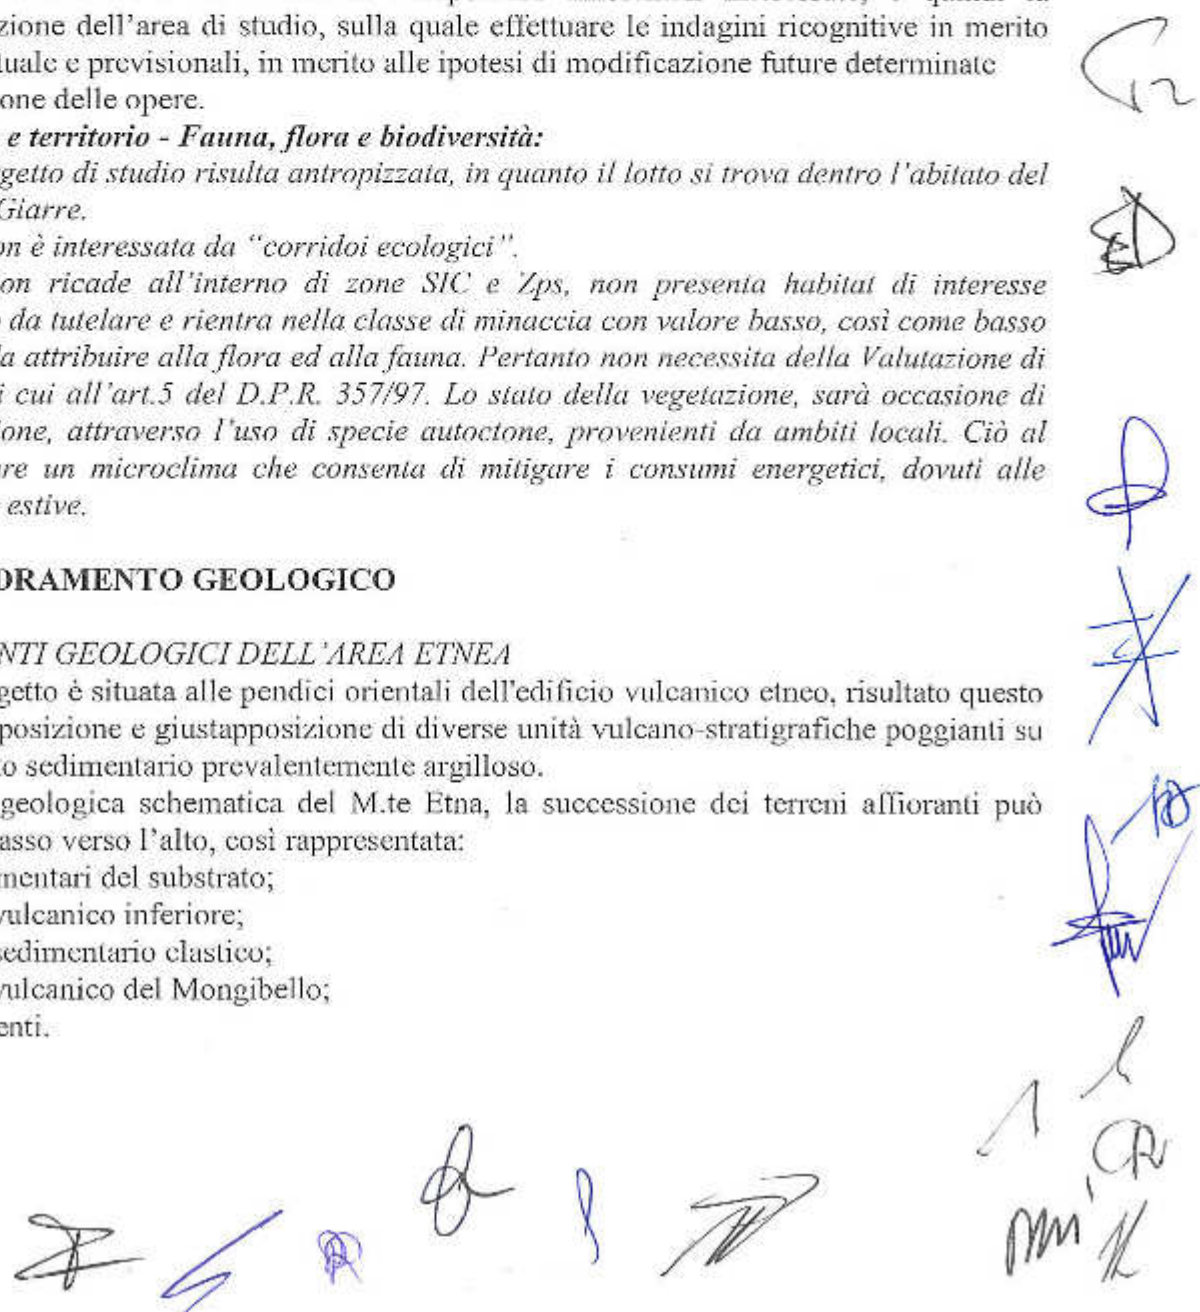 zione dell'area di studio, sulla quale effettuare le indagini ricognitive in merito
duale e previsionali, in merito alle ipotesi di modificazione future determinate
one delle opere.
e territorio - Fauna, flora e biodiversità:
getto di studio risulta antropizzata, in quanto il lotto si trova dentro l'abitato del
Giarre.
on è interessata da "corridoi ecologici".
on ricade all'interno di zone SIC e Zps, non presenta habitat di interesse
o da tutelare e rientra nella classe di minaccia con valore basso, così come basso
da attribuire alla flora ed alla fauna. Pertanto non necessita della Valutazione di
i cui all'art.5 del D.P.R. 357/97. Lo stato della vegetazione, sarà occasione di
ione, attraverso l'uso di specie autoctone, provenienti da ambiti locali. Ciò al
are un microclima che consenta di mitigare i consumi energetici, dovuti alle
estive.
DRAMENTO GEOLOGICO
NTI GEOLOGICI DELL'AREA ETNEA
getto è situata alle pendici orientali dell'edificio vulcanico etneo, risultato questo
posizione e giustapposizione di diverse unità vulcano-stratigrafiche poggianti su
to sedimentario prevalentemente argilloso.
geologica schematica del M.te Etna, la successione dei terreni affioranti può
asso verso l'alto, così rappresentata:
mentari del substrato;
vulcanico inferiore;
sedimentario clastico;
vulcanico del Mongibello;
enti.